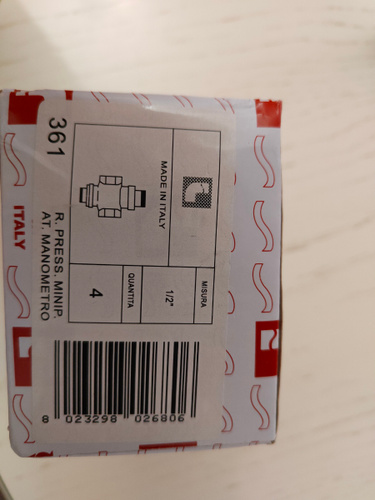 361
R. PRESS. MINIP.
AT. MANOMETRO
MADE IN ITALY
MISURA
1/2"
QUANTITA
4
8 023298 026806
ITALY